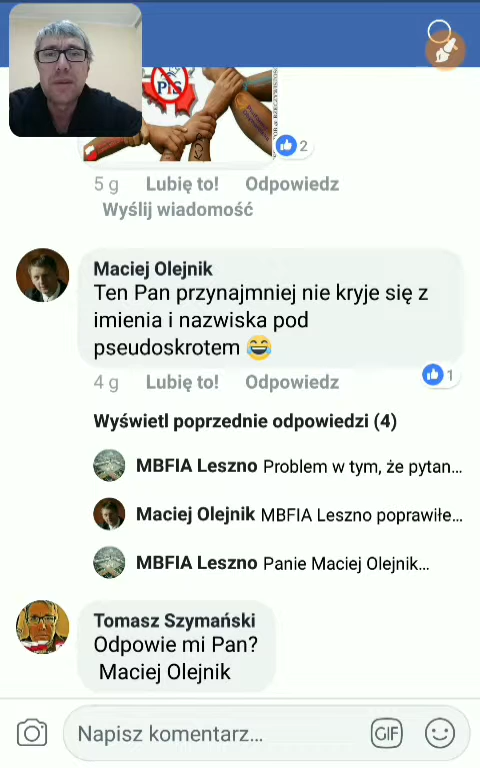 PiS
2
5 g Lubię to! Odpowiedz
Wyślij wiadomość
Maciej Olejnik
Ten Pan przynajmniej nie kryje się z
imienia i nazwiska pod
pseudoskrotem 😂
1
4 g Lubię to! Odpowiedz
Wyświetl poprzednie odpowiedzi (4)
MBFIA Leszno Problem w tym, że pytan...
Maciej Olejnik MBFIA Leszno poprawiłe...
MBFIA Leszno Panie Maciej Olejnik...
Tomasz Szymański
Odpowie mi Pan?
Maciej Olejnik
Napisz komentarz... GIF